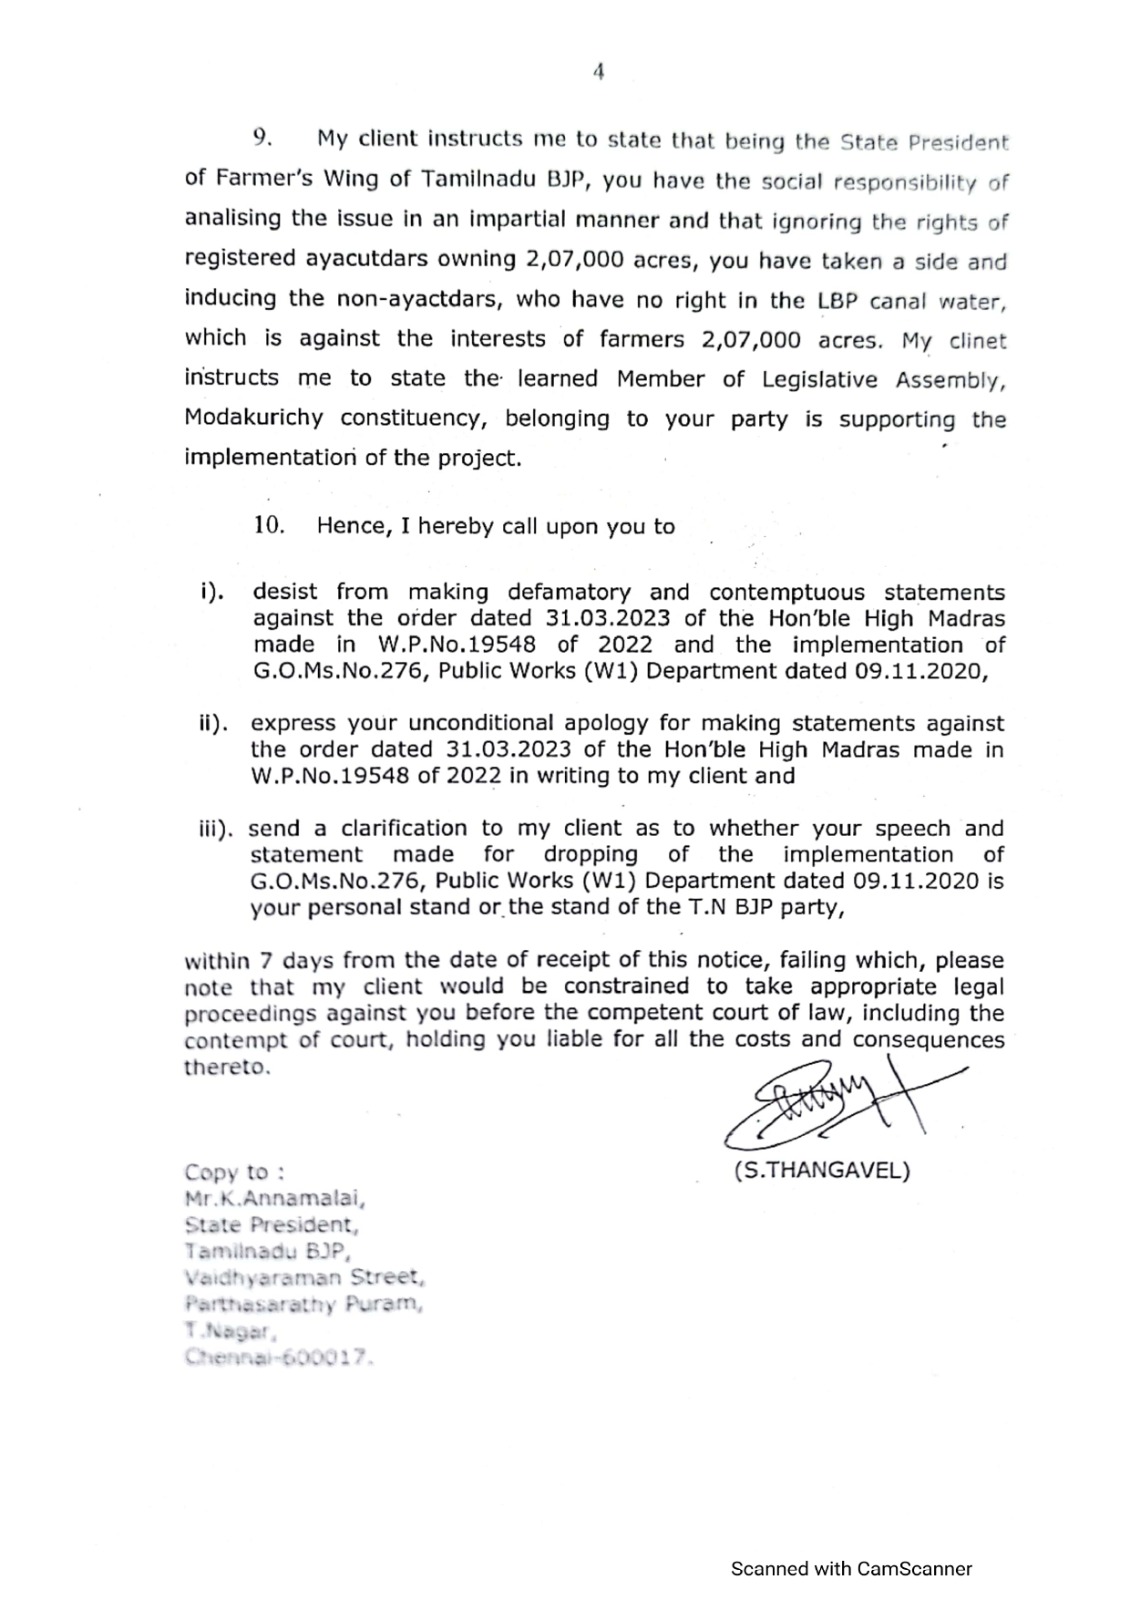 4
9. My client instructs me to state that being the State President
of Farmer's Wing of Tamilnadu BJP, you have the social responsibility of
analising the issue in an impartial manner and that ignoring the rights of
registered ayacutdars owning 2,07,000 acres, you have taken a side and
inducing the non-ayactdars, who have no right in the LBP canal water,
which is against the interests of farmers 2,07,000 acres. My clinet
instructs me to state the learned Member of Legislative Assembly,
Modakurichy constituency, belonging to your party is supporting the
implementation of the project.
10. Hence, I hereby call upon you to
i). desist from making defamatory and contemptuous statements
against the order dated 31.03.2023 of the Hon'ble High Madras
made in W.P.No.19548 of 2022 and the implementation of
G.O.Ms.No.276, Public Works (W1) Department dated 09.11.2020,
ii). express your unconditional apology for making statements against
the order dated 31.03.2023 of the Hon'ble High Madras made in
W.P.No.19548 of 2022 in writing to my client and
iii). send a clarification to my client as to whether your speech and
statement made for dropping of the implementation of
G.O.Ms.No.276, Public Works (W1) Department dated 09.11.2020 is
your personal stand or the stand of the T.N BJP party,
within 7 days from the date of receipt of this notice, failing which, please
note that my client would be constrained to take appropriate legal
proceedings against you before the competent court of law, including the
contempt of court, holding you liable for all the costs and consequences
thereto.
(S.THANGAVEL)
Copy to :
Mr.K.Annamalai,
State President,
Tamilnadu BJP,
Vaidhyaraman Street,
Parthasarathy Puram,
T.Nagar,
Chennai-600017.
Scanned with CamScanner